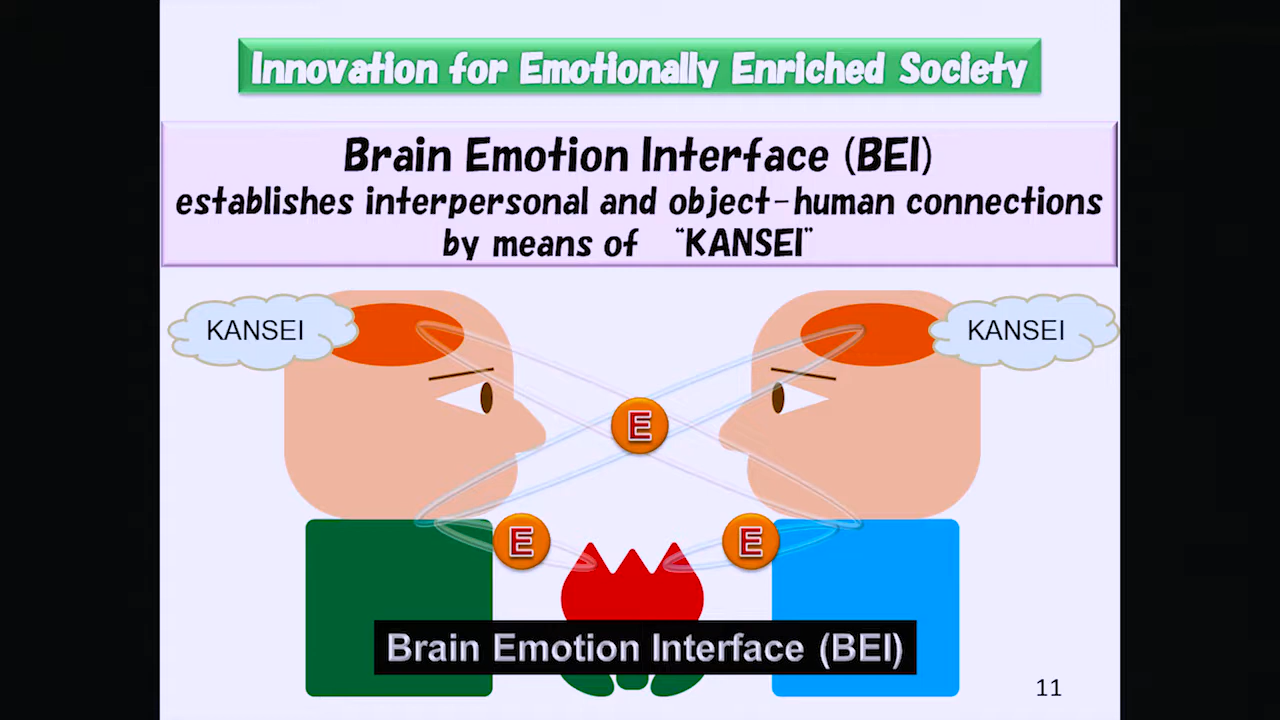 Innovation for Emotionally Enriched Society
Brain Emotion Interface (BEI)
establishes interpersonal and object-human connections
by means of “KANSEI”
KANSEI
KANSEI
E
E
E
Brain Emotion Interface (BEI)
11